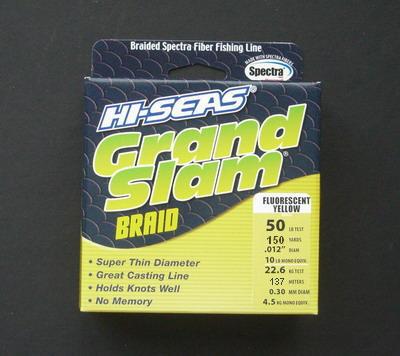 Braided Spectra Fiber Fishing Line
MADE WITH SPECTRA FIBERS
Spectra
HI-SEAS®
Grand
Slam®
BRAID
FLUORESCENT
YELLOW
50 LB TEST
150 YARDS
.012" DIAM
10 LB MONO EQUIV.
22.6 KG TEST
137 METERS
0.30 MM DIAM
4.5 KG MONO EQUIV.
• Super Thin Diameter
• Great Casting Line
• Holds Knots Well
• No Memory